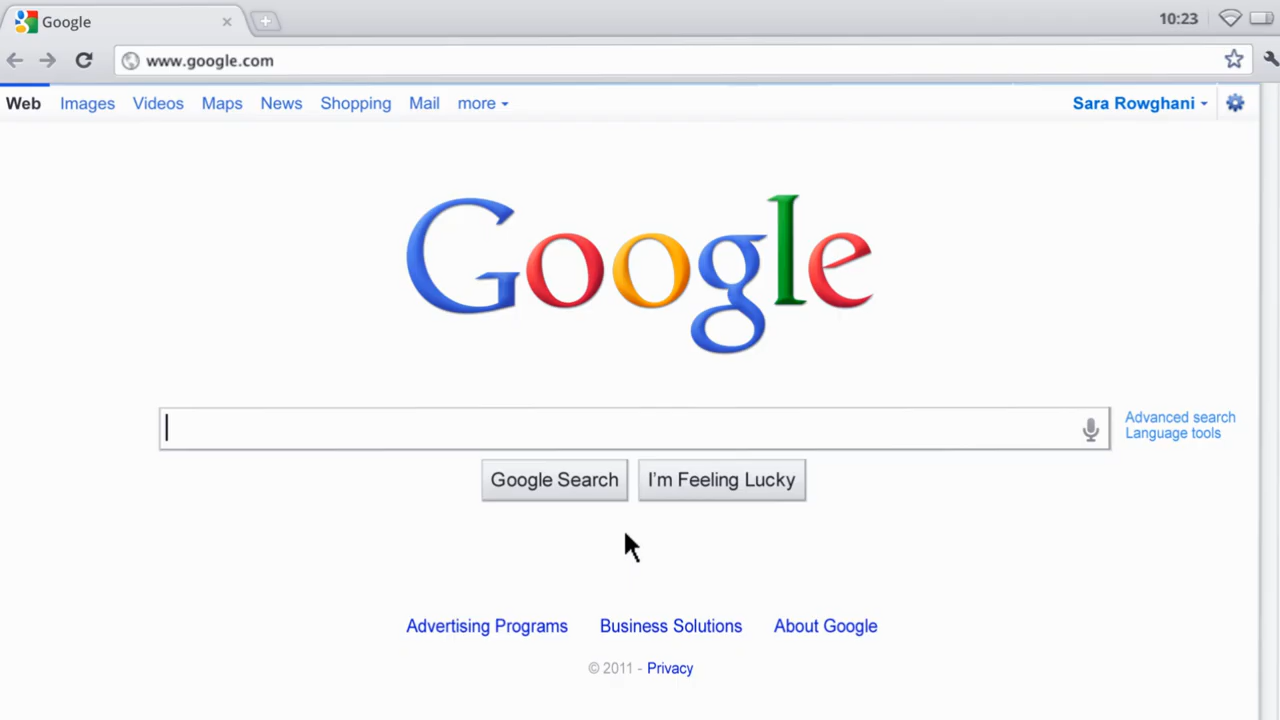 Google
10:23
www.google.com
Web Images Videos Maps News Shopping Mail more
Sara Rowghani
Google
Advanced search
Language tools
Google Search
I'm Feeling Lucky
Advertising Programs Business Solutions About Google
© 2011 - Privacy